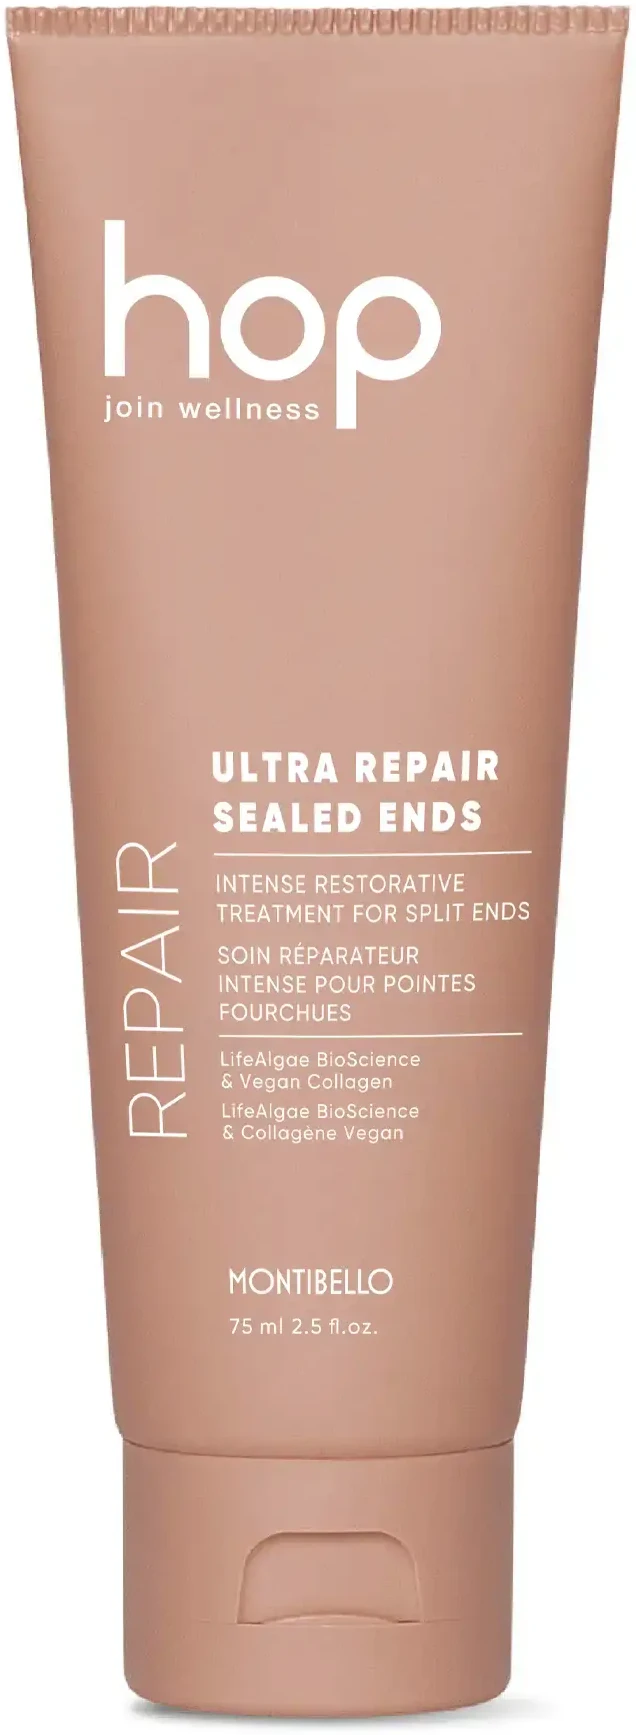 hop
join wellness
REPAIR
ULTRA REPAIR
SEALED ENDS
INTENSE RESTORATIVE
TREATMENT FOR SPLIT ENDS
SOIN RÉPARATEUR
INTENSE POUR POINTES
FOURCHUES
LifeAlgae BioScience
& Vegan Collagen
LifeAlgae BioScience
& Collagène Vegan
MONTIBELLO
75 ml 2.5 fl.oz.